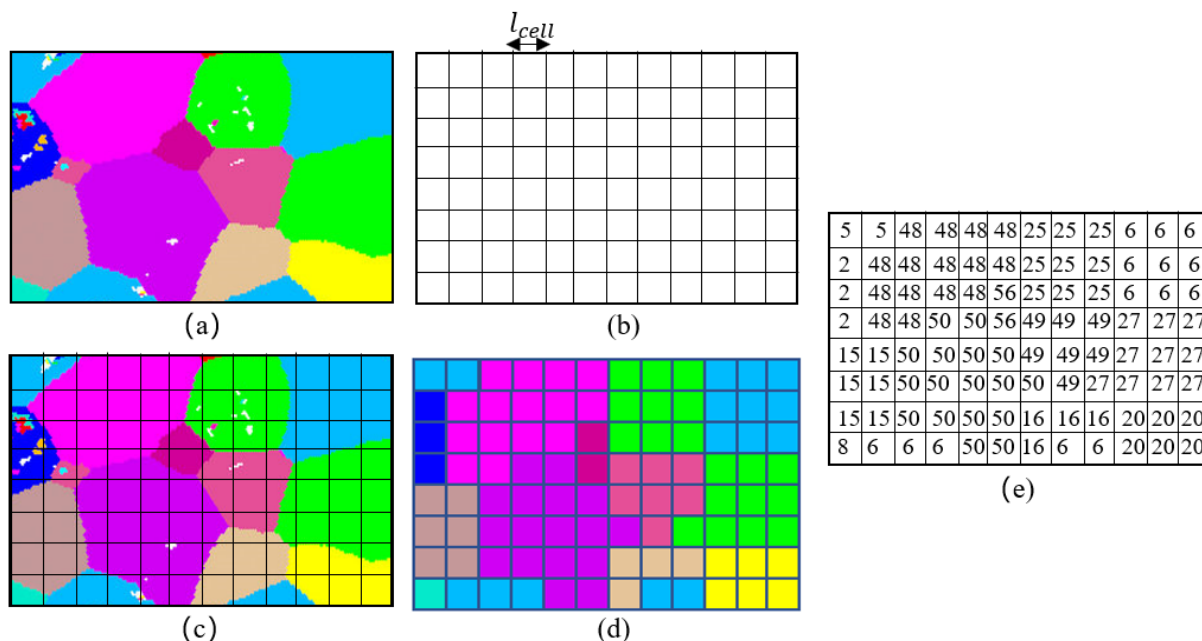 l_cell
(a)
(b)
5 5 48 48 48 48 25 25 25 6 6 6
2 48 48 48 48 48 25 25 25 6 6 6
2 48 48 48 48 56 25 25 25 6 6 6
2 48 48 50 50 56 49 49 49 27 27 27
15 15 50 50 50 50 49 49 49 27 27 27
15 15 50 50 50 50 50 49 27 27 27 27
15 15 50 50 50 50 16 16 16 20 20 20
8 6 6 6 50 50 16 6 6 20 20 20
(e)
(c)
(d)